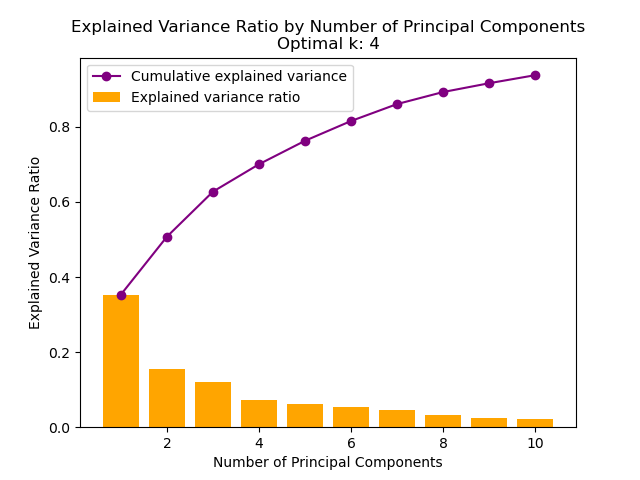 Explained Variance Ratio by Number of Principal Components
Optimal k: 4
Cumulative explained variance
Explained variance ratio
Explained Variance Ratio
0.8
0.6
0.4
0.2
0.0
2
4
6
8
10
Number of Principal Components